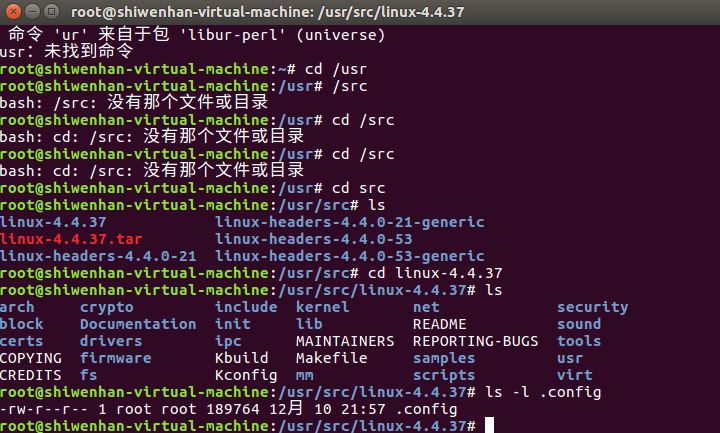 root@shiwenhan-virtual-machine: /usr/src/linux-4.4.37
命令 'ur' 来自于包 'libur-perl' (universe)
usr：未找到命令
root@shiwenhan-virtual-machine:~# cd /usr
root@shiwenhan-virtual-machine:/usr# /src
bash: /src: 没有那个文件或目录
root@shiwenhan-virtual-machine:/usr# cd /src
bash: cd: /src: 没有那个文件或目录
root@shiwenhan-virtual-machine:/usr# cd /src
bash: cd: /src: 没有那个文件或目录
root@shiwenhan-virtual-machine:/usr# cd src
root@shiwenhan-virtual-machine:/usr/src# ls
linux-4.4.37 linux-headers-4.4.0-21-generic
linux-4.4.37.tar linux-headers-4.4.0-53
linux-headers-4.4.0-21 linux-headers-4.4.0-53-generic
root@shiwenhan-virtual-machine:/usr/src# cd linux-4.4.37
root@shiwenhan-virtual-machine:/usr/src/linux-4.4.37# ls
arch crypto include kernel net security
block Documentation init lib README sound
certs drivers ipc MAINTAINERS REPORTING-BUGS tools
COPYING firmware Kbuild Makefile samples usr
CREDITS fs Kconfig mm scripts virt
root@shiwenhan-virtual-machine:/usr/src/linux-4.4.37# ls -l .config
-rw-r--r-- 1 root root 189764 12月 10 21:57 .config
root@shiwenhan-virtual-machine:/usr/src/linux-4.4.37#